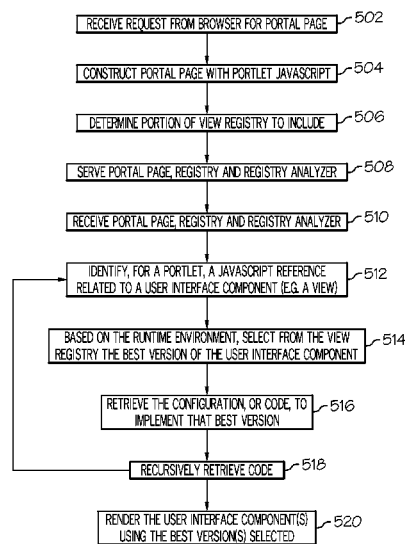 RECEIVE REQUEST FROM BROWSER FOR PORTAL PAGE 502
CONSTRUCT PORTAL PAGE WITH PORTLET JAVASCRIPT 504
DETERMINE PORTION OF VIEW REGISTRY TO INCLUDE 506
SERVE PORTAL PAGE, REGISTRY AND REGISTRY ANALYZER 508
RECEIVE PORTAL PAGE, REGISTRY AND REGISTRY ANALYZER 510
IDENTIFY, FOR A PORTLET, A JAVASCRIPT REFERENCE
RELATED TO A USER INTERFACE COMPONENT (E.G. A VIEW) 512
BASED ON THE RUNTIME ENVIRONMENT, SELECT FROM THE VIEW
REGISTRY THE BEST VERSION OF THE USER INTERFACE COMPONENT 514
RETRIEVE THE CONFIGURATION, OR CODE, TO
IMPLEMENT THAT BEST VERSION 516
RECURSIVELY RETRIEVE CODE 518
RENDER THE USER INTERFACE COMPONENT(S)
USING THE BEST VERSION(S) SELECTED 520